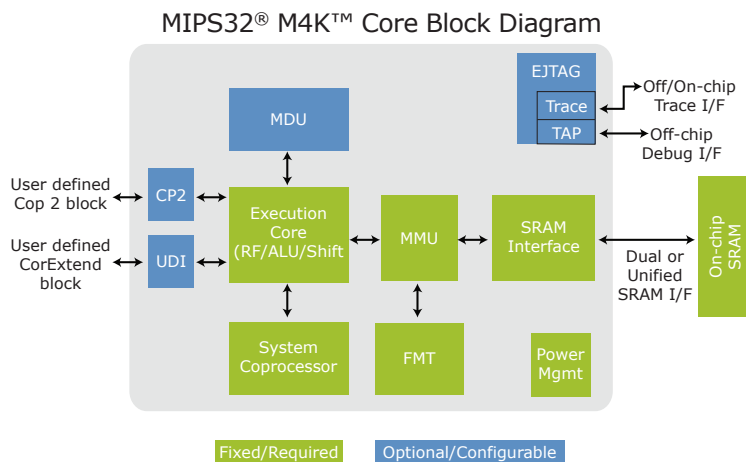 MIPS32® M4K™ Core Block Diagram
EJTAG
Trace
TAP
Off/On-chip
Trace I/F
Off-chip
Debug I/F
MDU
User defined
Cop 2 block
CP2
User defined
CorExtend
block
UDI
Execution
Core
(RF/ALU/Shift
MMU
SRAM
Interface
Dual or
Unified
SRAM I/F
On-chip
SRAM
System
Coprocessor
FMT
Power
Mgmt
Fixed/Required
Optional/Configurable